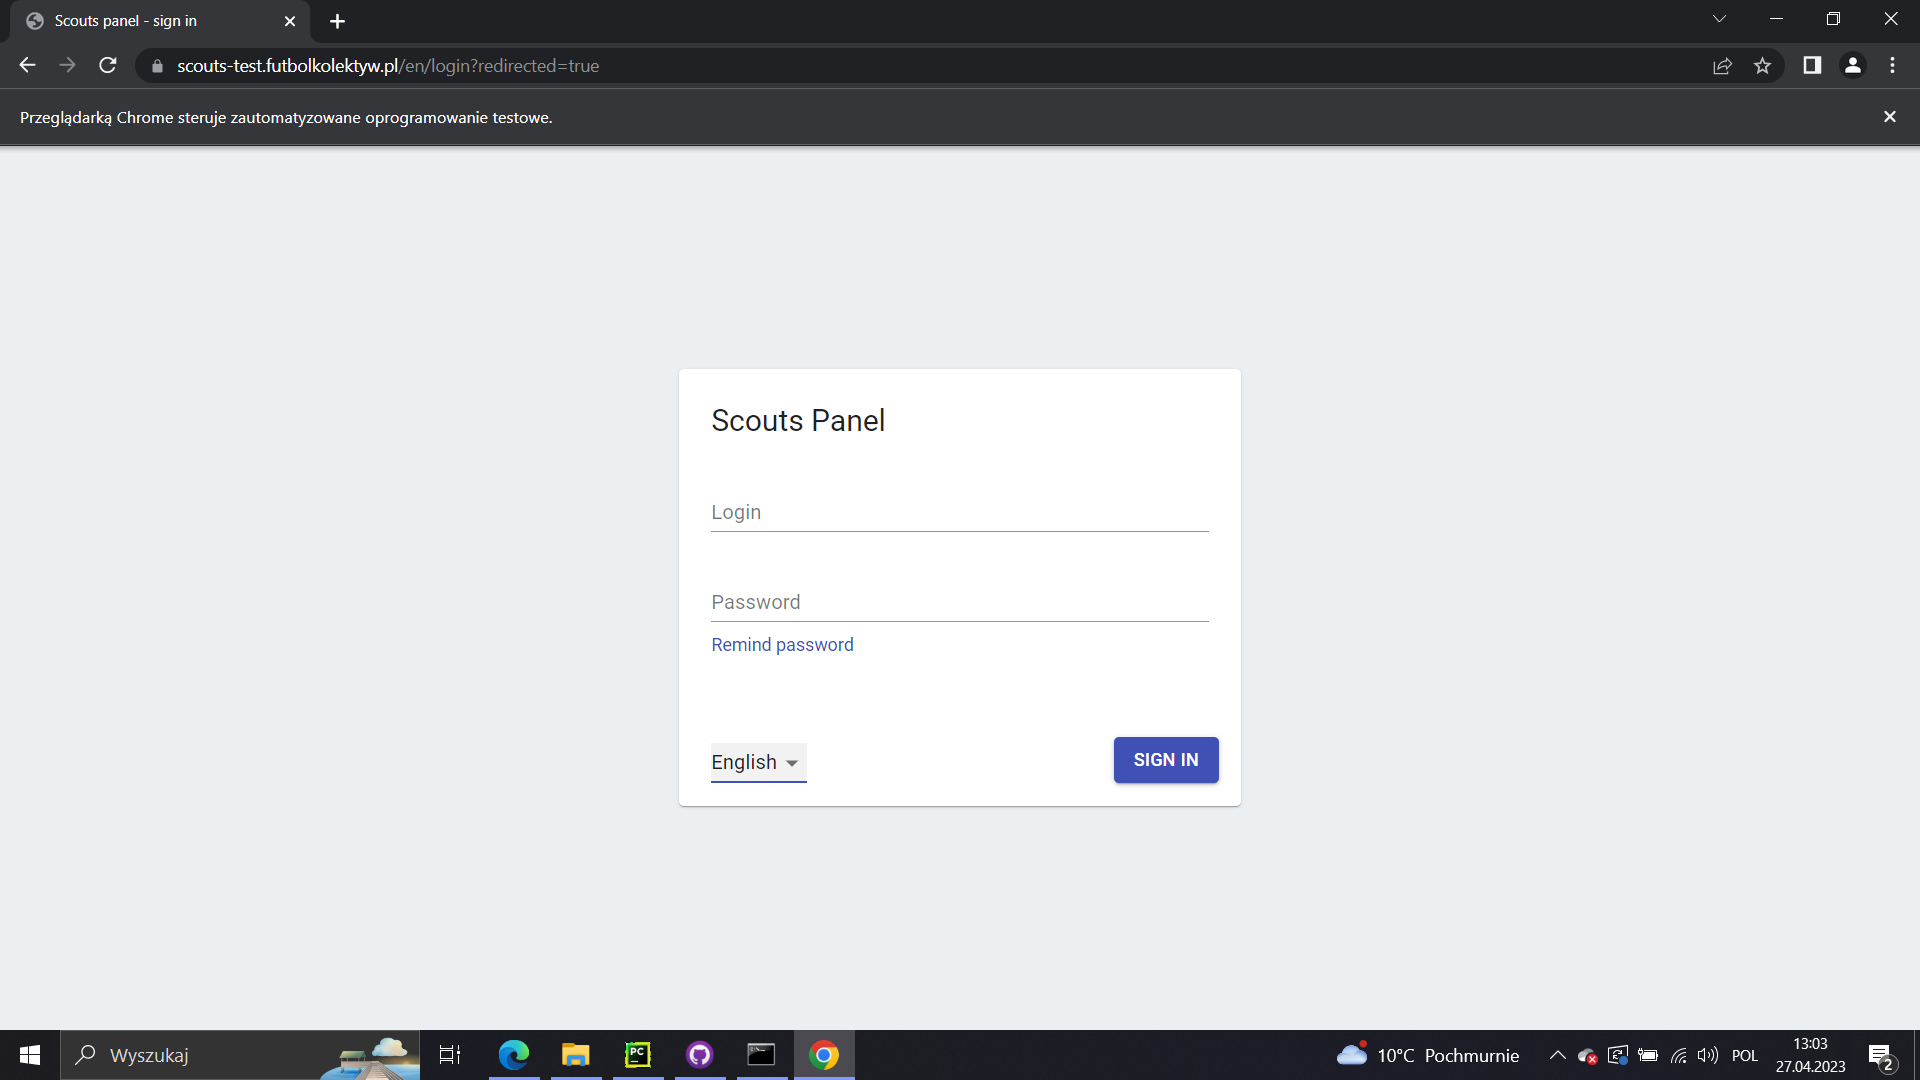 Scouts panel - sign in
scouts-test.futbolkolektyw.pl/en/login?redirected=true
Przeglądarką Chrome steruje zautomatyzowane oprogramowanie testowe.
Scouts Panel
Login
Password
Remind password
English
SIGN IN
Wyszukaj
PC
10°C Pochmurnie
POL
13:03
27.04.2023
2